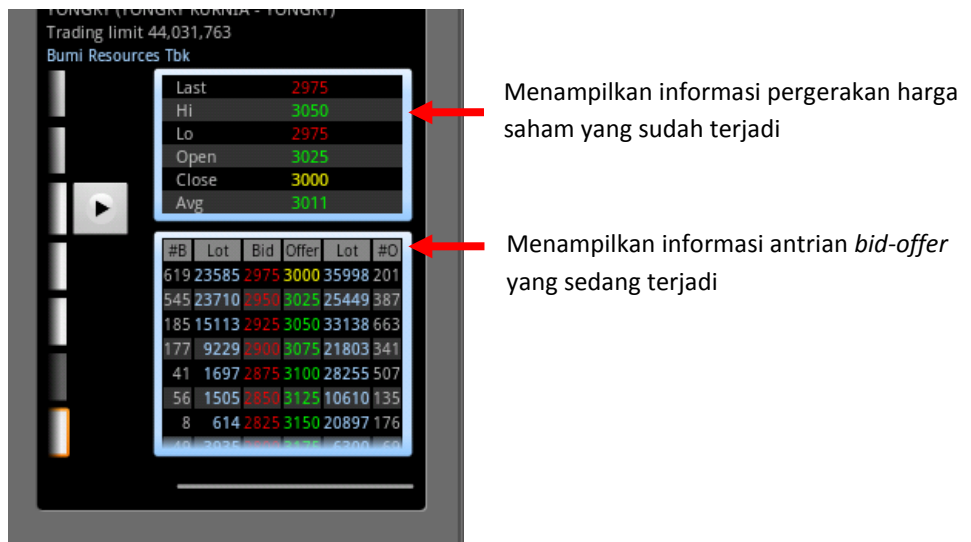 TONGKY (TONGKY KURNIA - TONGKY)
Trading limit 44,031,763
Bumi Resources Tbk
Last 2975
Hi 3050
Lo 2975
Open 3025
Close 3000
Avg 3011
Menampilkan informasi pergerakan harga
saham yang sudah terjadi
#B Lot Bid Offer Lot #O
619 23585 2975 3000 35998 201
545 23710 2950 3025 25449 387
185 15113 2925 3050 33138 663
177 9229 2900 3075 21803 341
41 1697 2875 3100 28255 507
56 1505 2850 3125 10610 135
8 614 2825 3150 20897 176
Menampilkan informasi antrian bid-offer
yang sedang terjadi